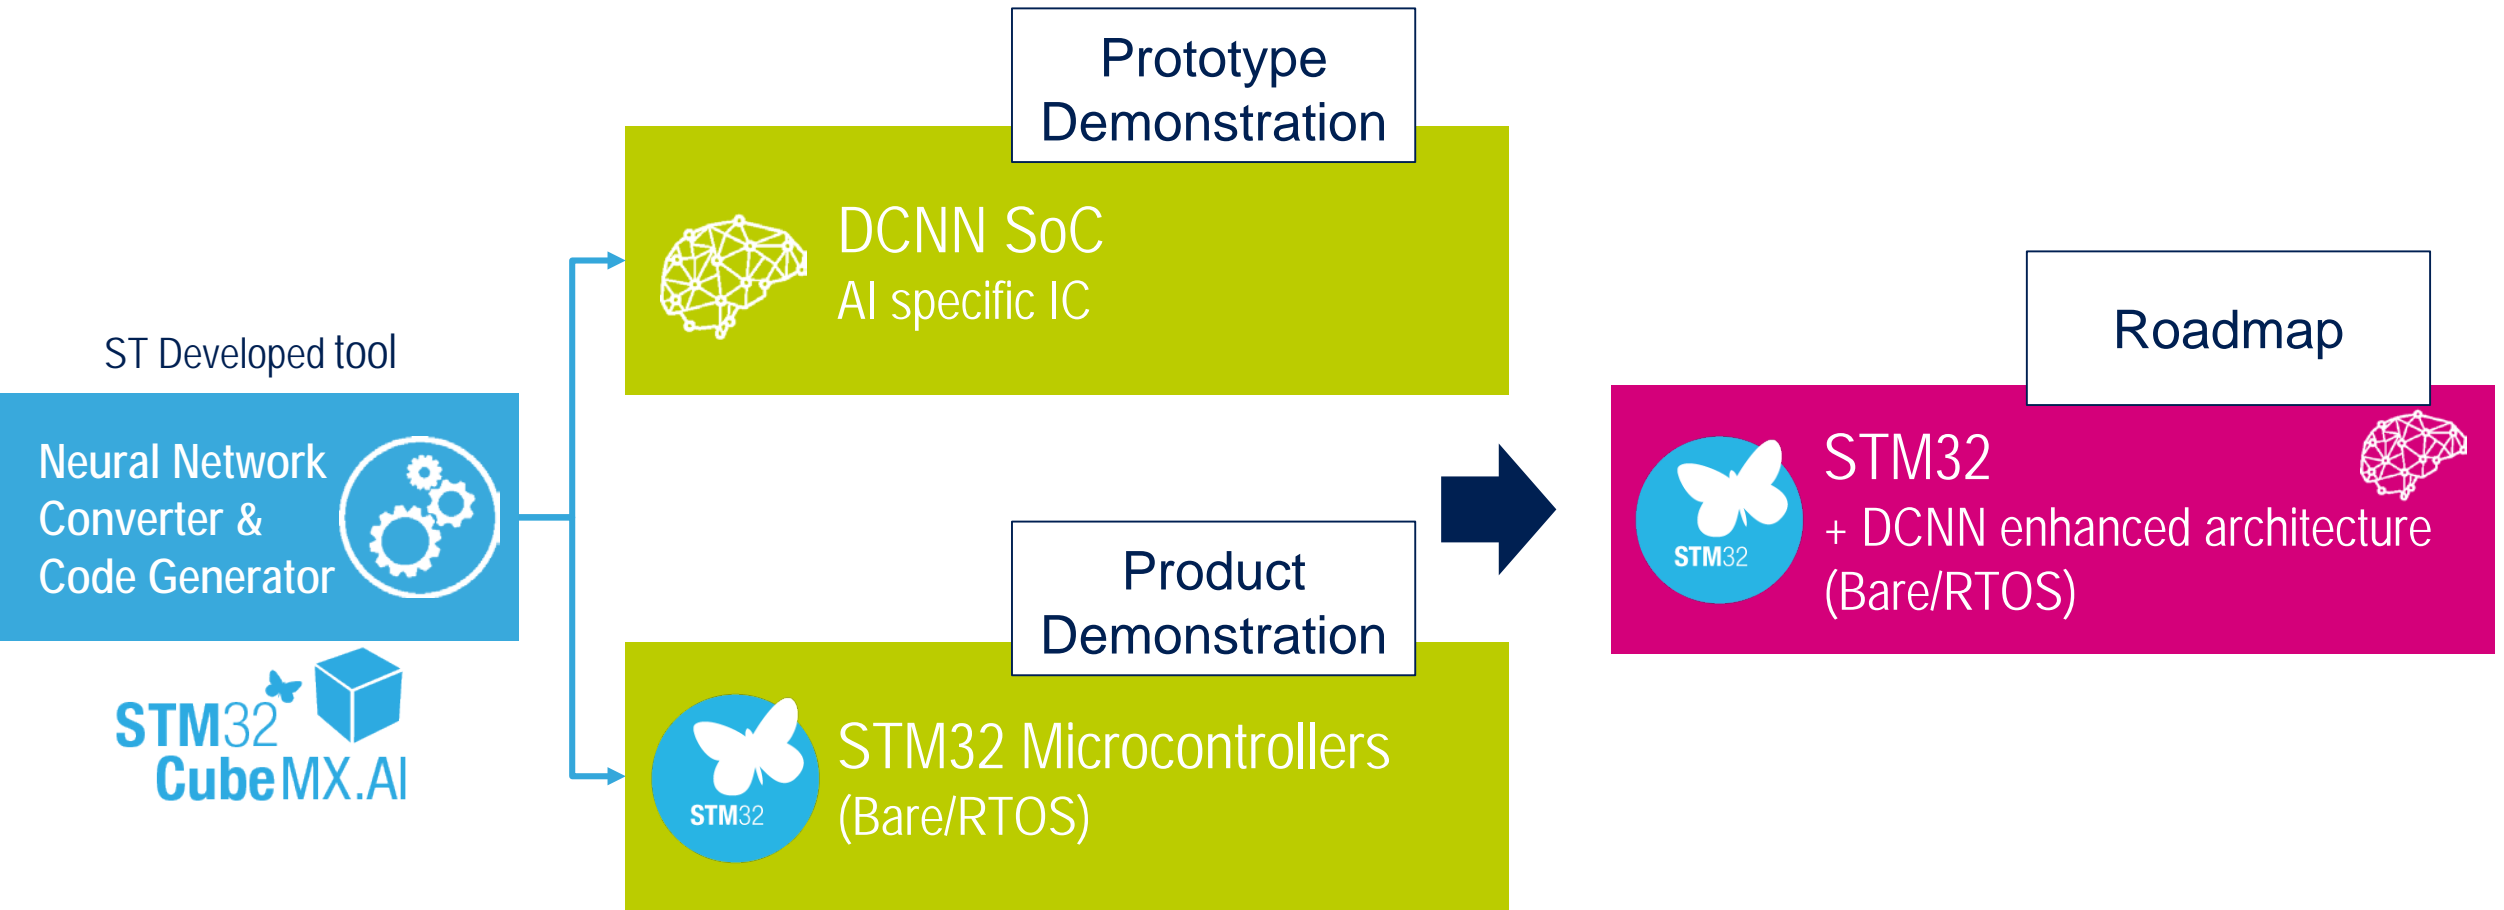 ST Developed tool
Neural Network
Converter &
Code Generator
STM32
CubeMX.AI
Prototype
Demonstration
DCNN SoC
AI specific IC
Product
Demonstration
STM32 Microcontrollers
(Bare/RTOS)
STM32
Roadmap
STM32
+ DCNN enhanced architecture
(Bare/RTOS)
STM32